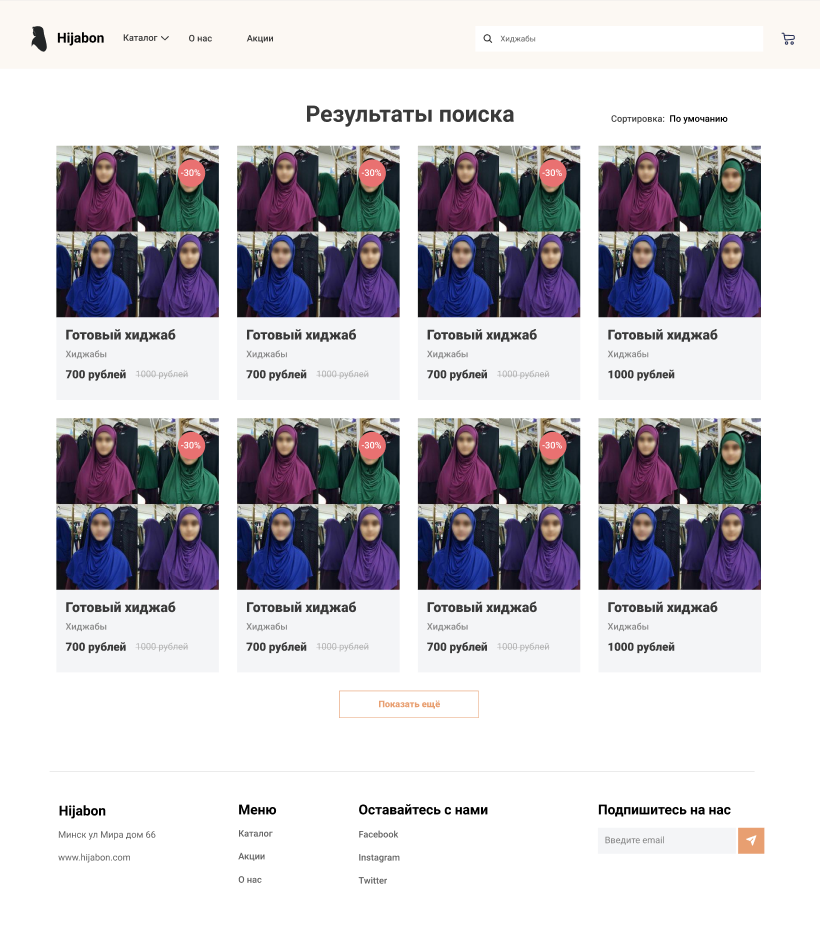 Hijabon Каталог О нас Акции Хиджабы
Результаты поиска
Сортировка: По умочанию
-30% -30% -30%
Готовый хиджаб Готовый хиджаб Готовый хиджаб Готовый хиджаб
Хиджабы Хиджабы Хиджабы Хиджабы
700 рублей 1000 рублей 700 рублей 1000 рублей 700 рублей 1000 рублей 1000 рублей
-30% -30% -30%
Готовый хиджаб Готовый хиджаб Готовый хиджаб Готовый хиджаб
Хиджабы Хиджабы Хиджабы Хиджабы
700 рублей 1000 рублей 700 рублей 1000 рублей 700 рублей 1000 рублей 1000 рублей
Показать ещё
Hijabon Меню Оставайтесь с нами Подпишитесь на нас
Минск ул Мира дом 66 Каталог Facebook Введите email
www.hijabon.com Акции Instagram
О нас Twitter